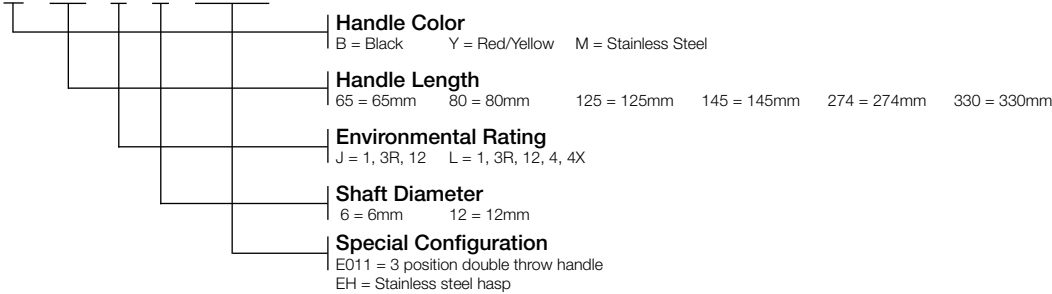 Handle Color
B = Black Y = Red/Yellow M = Stainless Steel
Handle Length
65 = 65mm 80 = 80mm 125 = 125mm 145 = 145mm 274 = 274mm 330 = 330mm
Environmental Rating
J = 1, 3R, 12 L = 1, 3R, 12, 4, 4X
Shaft Diameter
6 = 6mm 12 = 12mm
Special Configuration
E011 = 3 position double throw handle
EH = Stainless steel hasp